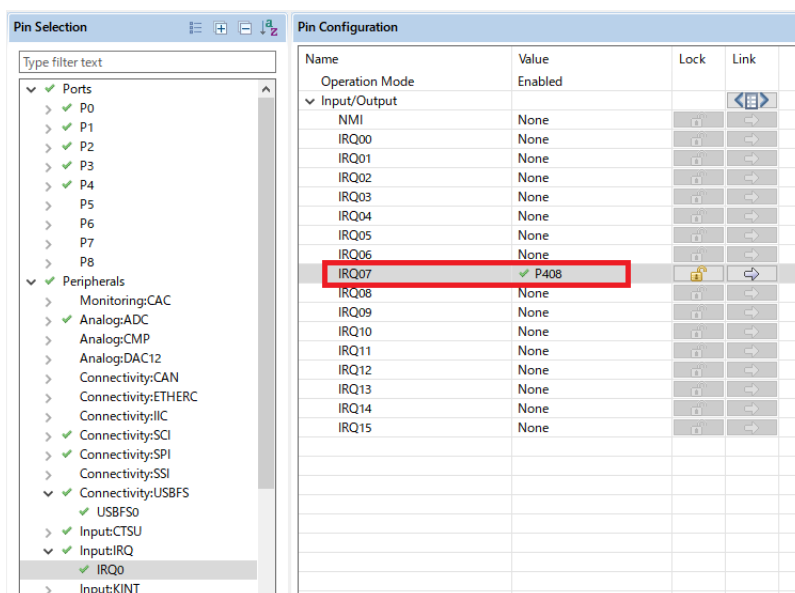 Pin Selection
Type filter text
Ports
P0
P1
P2
P3
P4
P5
P6
P7
P8
Peripherals
Monitoring:CAC
Analog:ADC
Analog:CMP
Analog:DAC12
Connectivity:CAN
Connectivity:ETHERC
Connectivity:IIC
Connectivity:SCI
Connectivity:SPI
Connectivity:SSI
Connectivity:USBFS
USBFS0
Input:CTSU
Input:IRQ
IRQ0
Input:KINT
Pin Configuration
Name Value Lock Link
Operation Mode Enabled
Input/Output
NMI None
IRQ00 None
IRQ01 None
IRQ02 None
IRQ03 None
IRQ04 None
IRQ05 None
IRQ06 None
IRQ07 P408
IRQ08 None
IRQ09 None
IRQ10 None
IRQ11 None
IRQ12 None
IRQ13 None
IRQ14 None
IRQ15 None